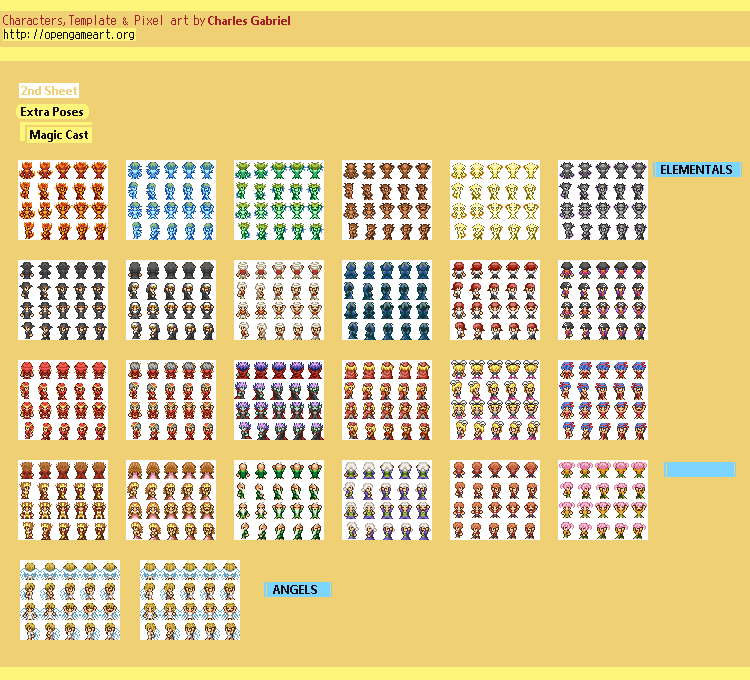 Characters, Template & Pixel art by Charles Gabriel
http://opengameart.org
2nd Sheet
Extra Poses
Magic Cast
ELEMENTALS
ANGELS